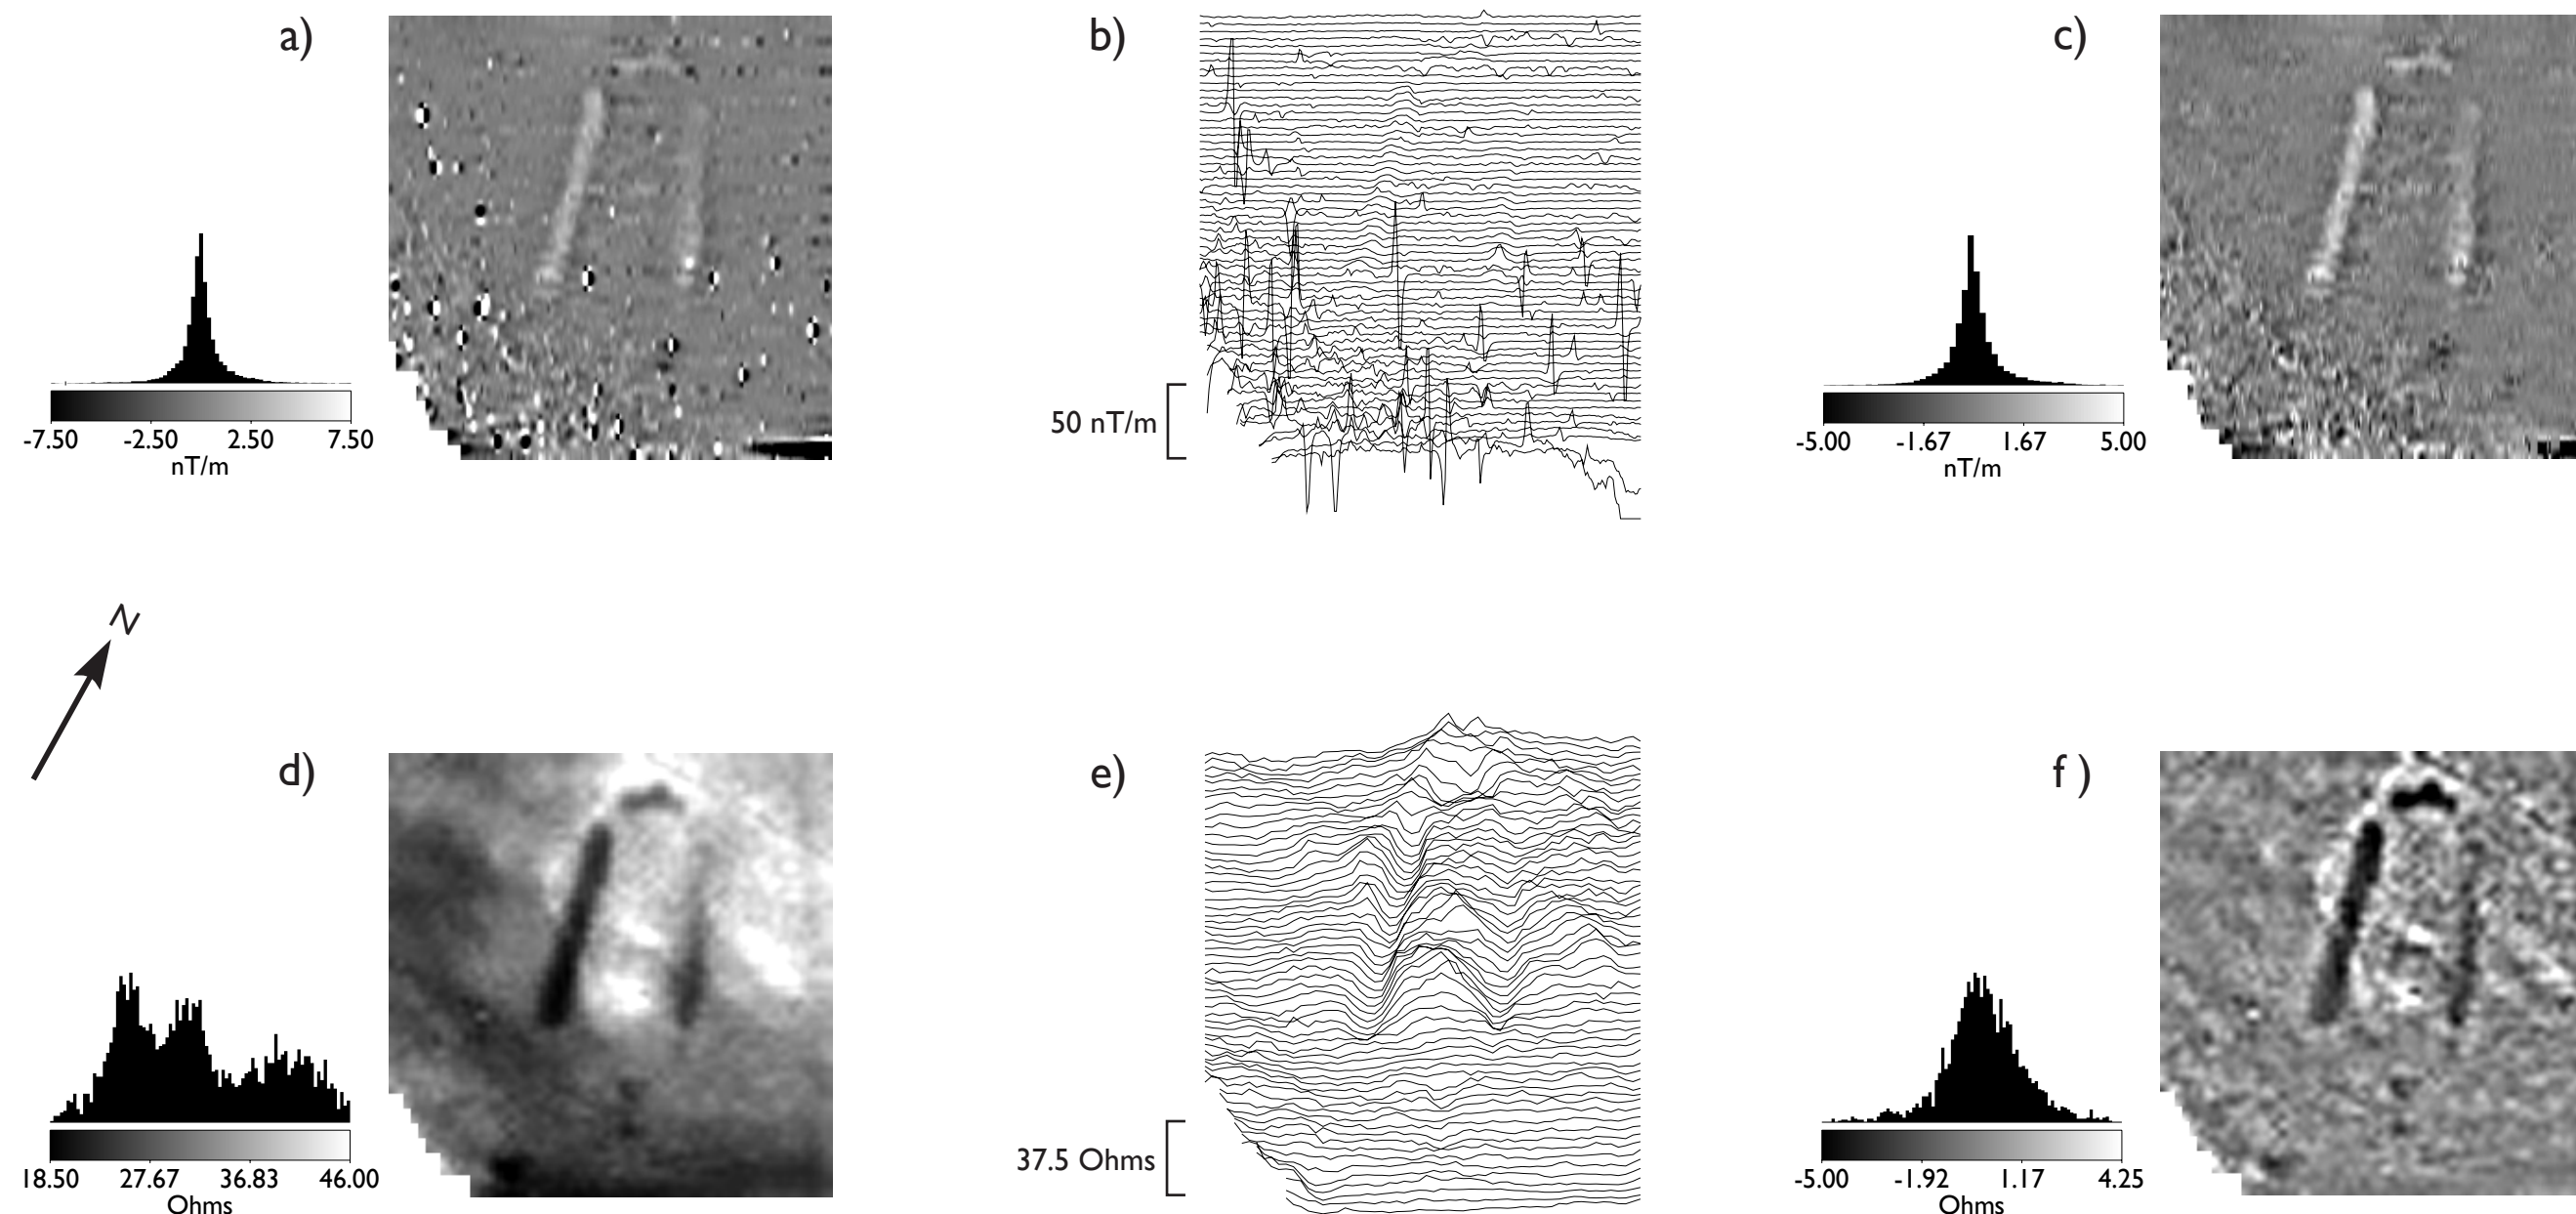 a)
-7.50 -2.50 2.50 7.50
nT/m
b)
50 nT/m
c)
-5.00 -1.67 1.67 5.00
nT/m
N
d)
18.50 27.67 36.83 46.00
Ohms
e)
37.5 Ohms
f )
-5.00 -1.92 1.17 4.25
Ohms